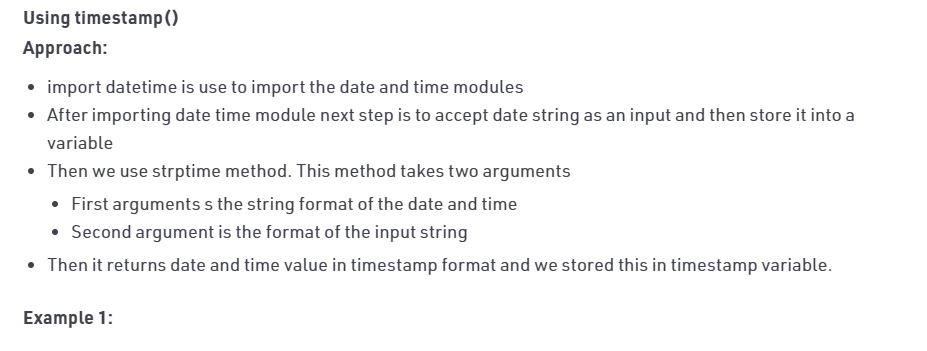 Using timestamp()
Approach:
• import datetime is use to import the date and time modules
• After importing date time module next step is to accept date string as an input and then store it into a
variable
• Then we use strptime method. This method takes two arguments
• First arguments s the string format of the date and time
• Second argument is the format of the input string
• Then it returns date and time value in timestamp format and we stored this in timestamp variable.
Example 1: